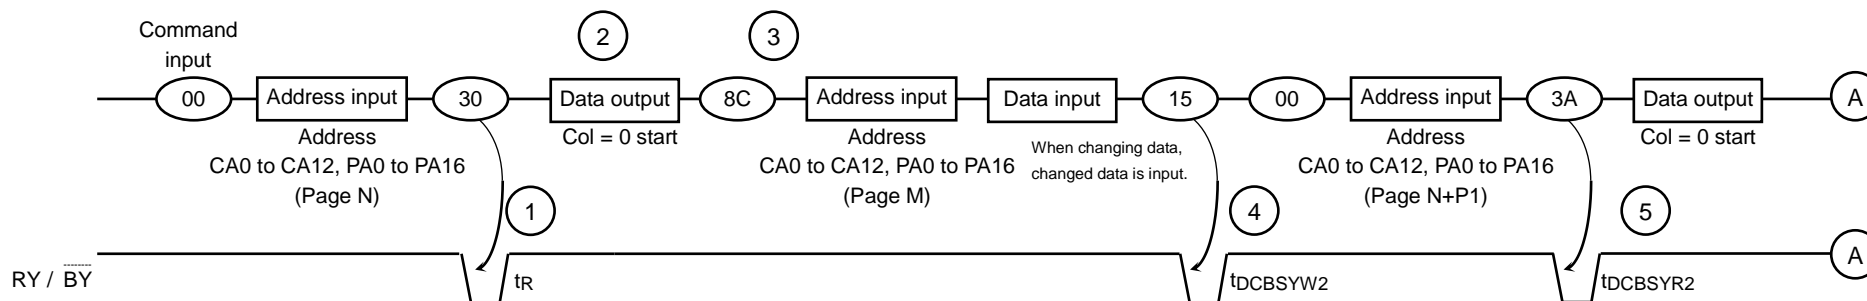 Command
input
2
3
00
Address input
30
Data output
8C
Address input
Data input
15
00
Address input
3A
Data output
A
Address
CA0 to CA12, PA0 to PA16
(Page N)
Col = 0 start
Address
CA0 to CA12, PA0 to PA16
(Page M)
When changing data,
changed data is input.
Address
CA0 to CA12, PA0 to PA16
(Page N+P1)
Col = 0 start
1
4
5
RY / BY
tR
tDCBSYW2
tDCBSYR2
A